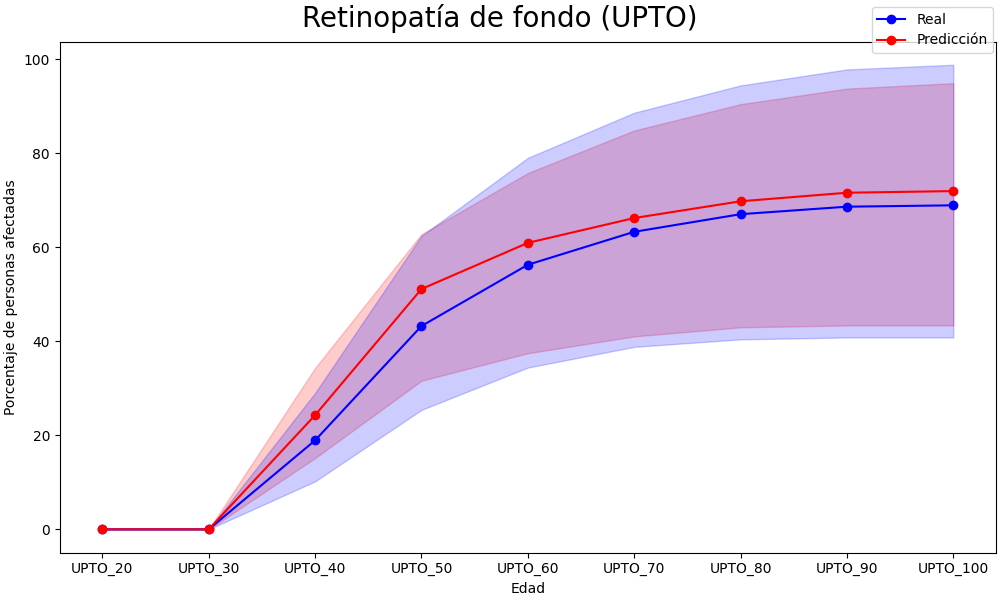 Retinopatía de fondo (UPTO)
Real
Predicción
Porcentaje de personas afectadas
100
80
60
40
20
0
UPTO_20 UPTO_30 UPTO_40 UPTO_50 UPTO_60 UPTO_70 UPTO_80 UPTO_90 UPTO_100
Edad